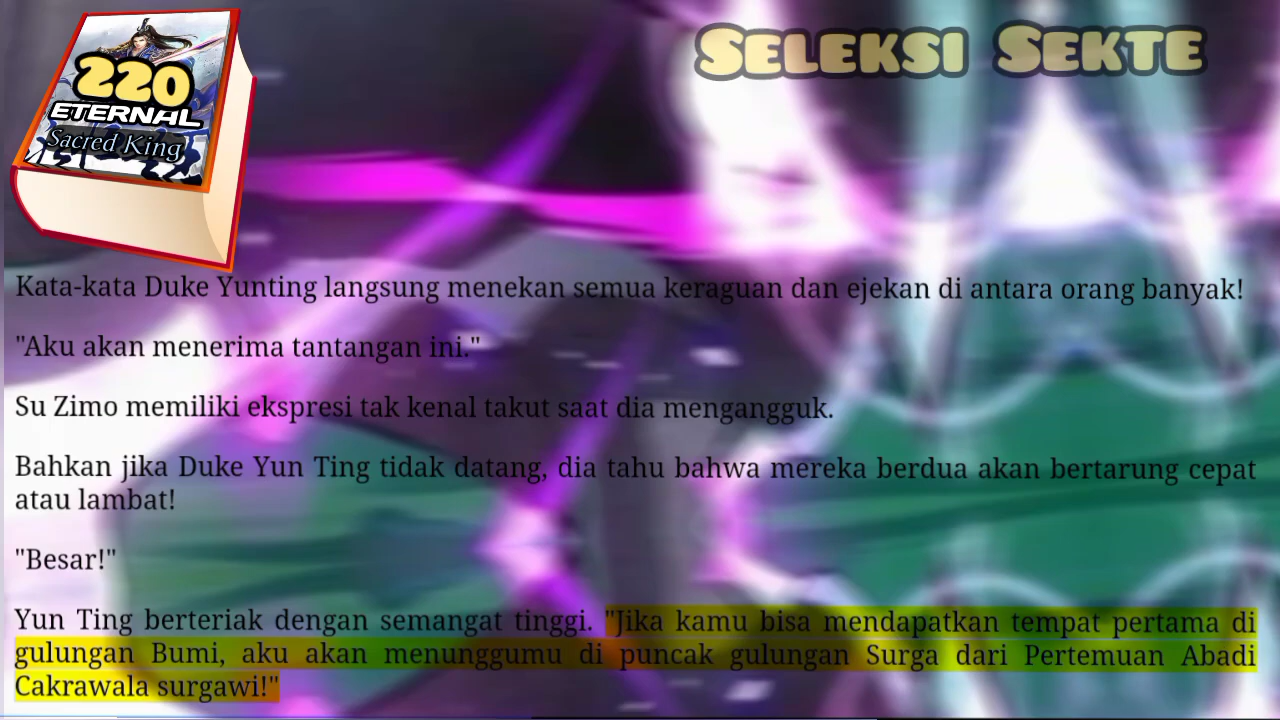 220
ETERNAL
Sacred King
SELEKSI SEKTE
Kata-kata Duke Yunting langsung menekan semua keraguan dan ejekan di antara orang banyak!
"Aku akan menerima tantangan ini."
Su Zimo memiliki ekspresi tak kenal takut saat dia mengangguk.
Bahkan jika Duke Yun Ting tidak datang, dia tahu bahwa mereka berdua akan bertarung cepat
atau lambat!
"Besar!"
Yun Ting berteriak dengan semangat tinggi. "Jika kamu bisa mendapatkan tempat pertama di
gulungan Bumi, aku akan menunggumu di puncak gulungan Surga dari Pertemuan Abadi
Cakrawala surgawi!"